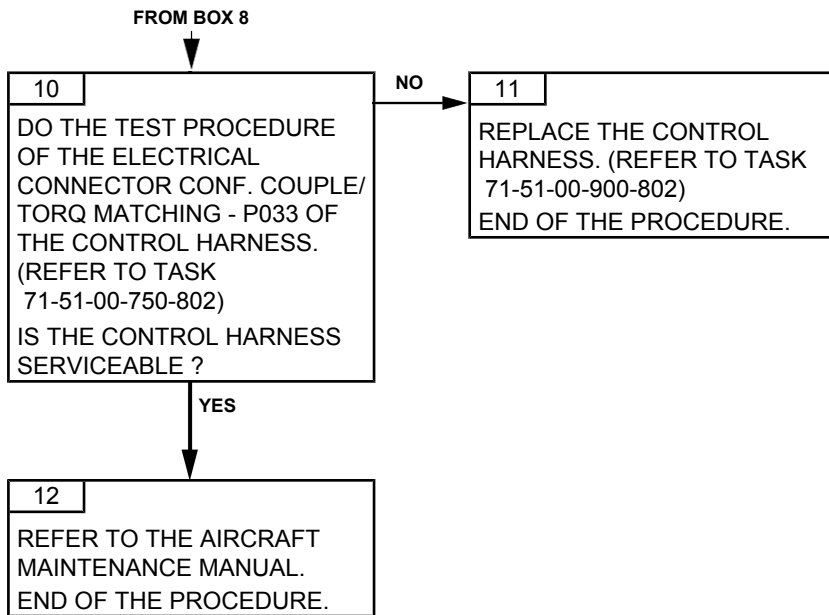 FROM BOX 8
10
DO THE TEST PROCEDURE
OF THE ELECTRICAL
CONNECTOR CONF. COUPLE/
TORQ MATCHING - P033 OF
THE CONTROL HARNESS.
(REFER TO TASK
71-51-00-750-802)
IS THE CONTROL HARNESS
SERVICEABLE ?
NO
11
REPLACE THE CONTROL
HARNESS. (REFER TO TASK
71-51-00-900-802)
END OF THE PROCEDURE.
YES
12
REFER TO THE AIRCRAFT
MAINTENANCE MANUAL.
END OF THE PROCEDURE.